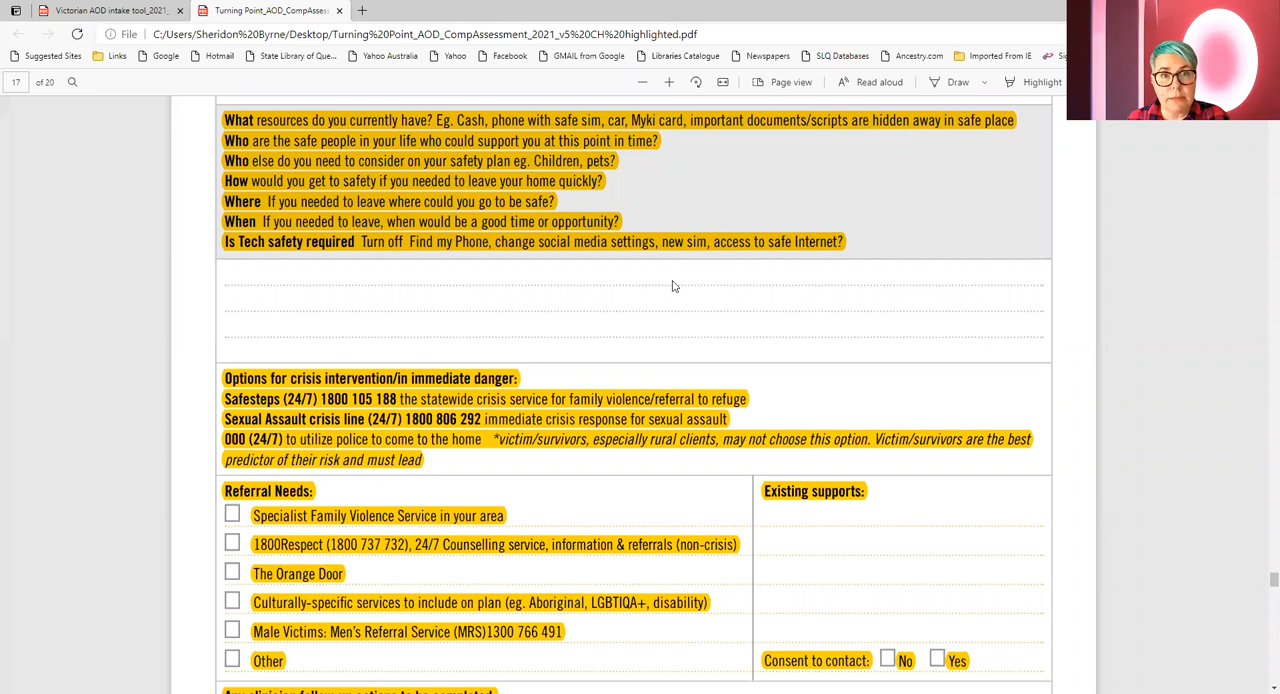 Victorian AOD intake tool_2021_
Turning Point_AOD_CompAssess
File C:/Users/Sheridon%20Byrne/Desktop/Turning%20Point_AOD_CompAssessment_2021_v5%20CH%20highlighted.pdf
Suggested Sites Links Google Hotmail State Library of Que... Yahoo Australia Yahoo Facebook GMAIL from Google Libraries Catalogue Newspapers SLQ Databases Ancestry.com Imported From IE Sig
17 of 20 Page view Read aloud Draw Highlight
What resources do you currently have? Eg. Cash, phone with safe sim, car, Myki card, important documents/scripts are hidden away in safe place
Who are the safe people in your life who could support you at this point in time?
Who else do you need to consider on your safety plan eg. Children, pets?
How would you get to safety if you needed to leave your home quickly?
Where If you needed to leave where could you go to be safe?
When If you needed to leave, when would be a good time or opportunity?
Is Tech safety required Turn off Find my Phone, change social media settings, new sim, access to safe Internet?
Options for crisis intervention/in immediate danger:
Safesteps (24/7) 1800 105 188 the statewide crisis service for family violence/referral to refuge
Sexual Assault crisis line (24/7) 1800 806 292 immediate crisis response for sexual assault
000 (24/7) to utilize police to come to the home *victim/survivors, especially rural clients, may not choose this option. Victim/survivors are the best
predictor of their risk and must lead
Referral Needs:
Specialist Family Violence Service in your area
1800Respect (1800 737 732), 24/7 Counselling service, information & referrals (non-crisis)
The Orange Door
Culturally-specific services to include on plan (eg. Aboriginal, LGBTIQA+, disability)
Male Victims: Men's Referral Service (MRS)1300 766 491
Other
Existing supports:
Consent to contact: No Yes
Any clinician follow up actions to be completed